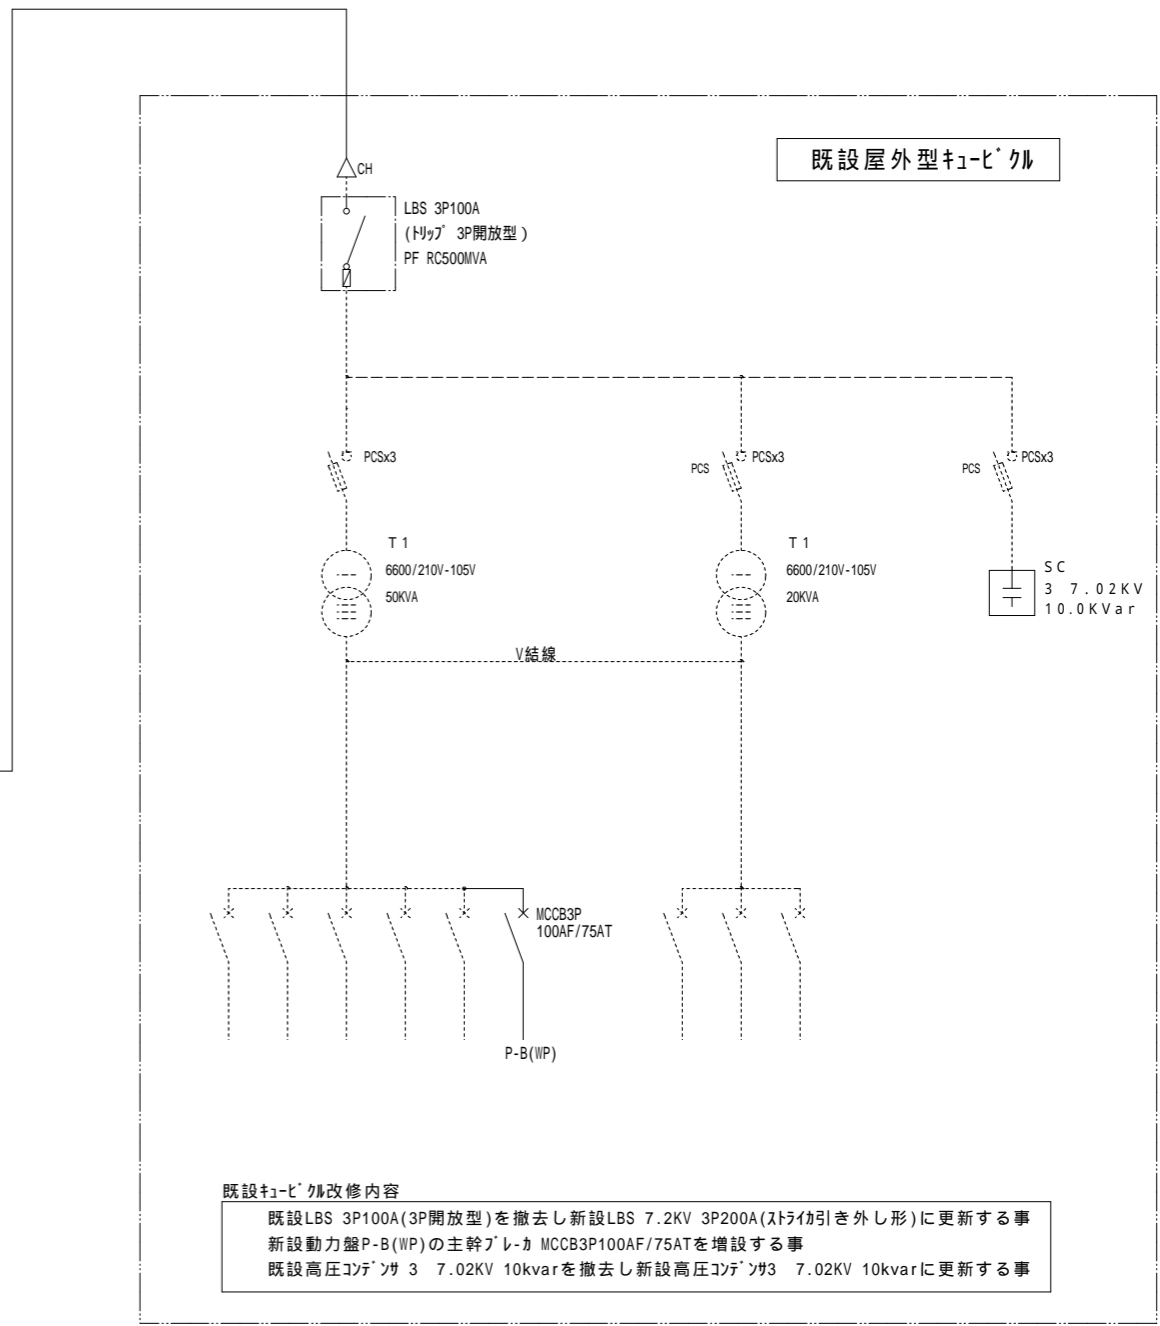 既設屋外型ｷｭｰﾋﾞｸﾙ
CH
LBS 3P100A
(ﾄﾘｯﾌﾟ 3P開放型)
PF RC500MVA
PCSx3
PCS
PCSx3
PCS
PCSx3
T1
6600/210V-105V
50KVA
T1
6600/210V-105V
20KVA
SC
3 7.02KV
10.0KVar
V結線
MCCB3P
100AF/75AT
P-B(WP)
既設ｷｭｰﾋﾞｸﾙ改修内容
既設LBS 3P100A(3P開放型)を撤去し新設LBS 7.2KV 3P200A(ｽﾄﾗｲｶ引き外し形)に更新する事
新設動力盤P-B(WP)の主幹ﾌﾞﾚｰｶ MCCB3P100AF/75ATを増設する事
既設高圧ｺﾝﾃﾞﾝｻ 3 7.02KV 10kvarを撤去し新設高圧ｺﾝﾃﾞﾝｻ3 7.02KV 10kvarに更新する事